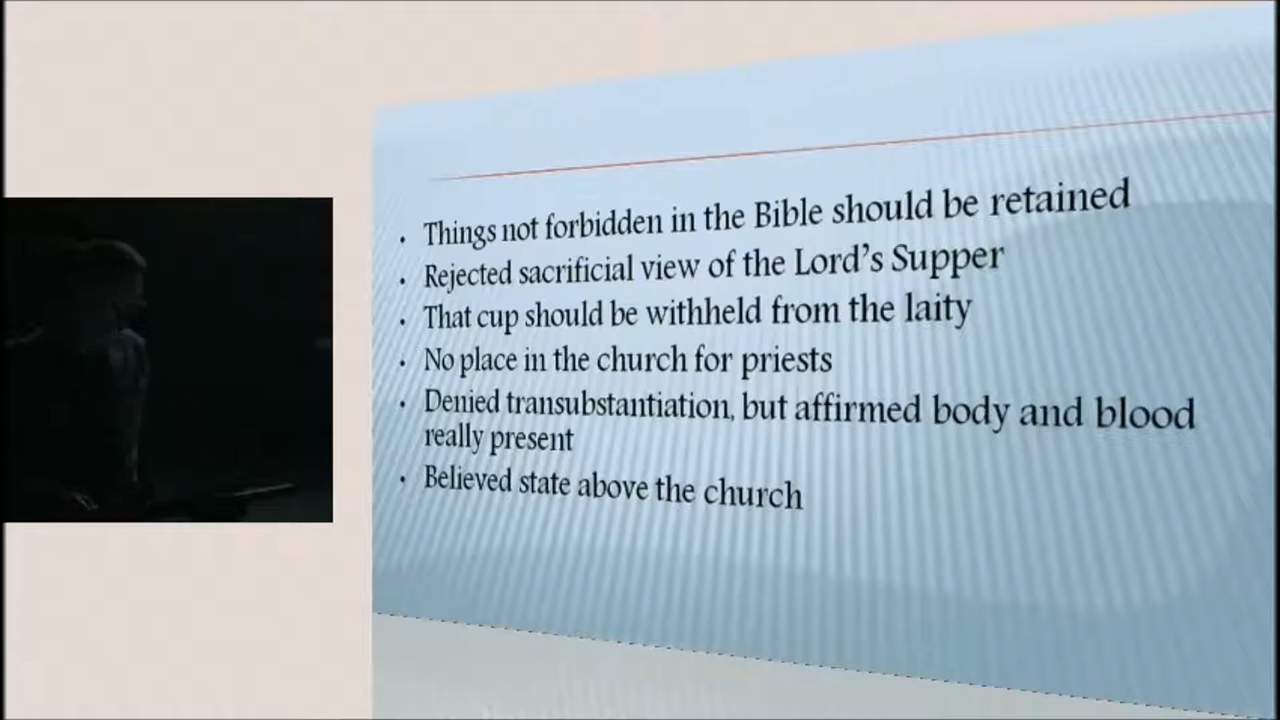 • Things not forbidden in the Bible should be retained
• Rejected sacrificial view of the Lord’s Supper
• That cup should be withheld from the laity
• No place in the church for priests
• Denied transubstantiation, but affirmed body and blood
really present
• Believed state above the church